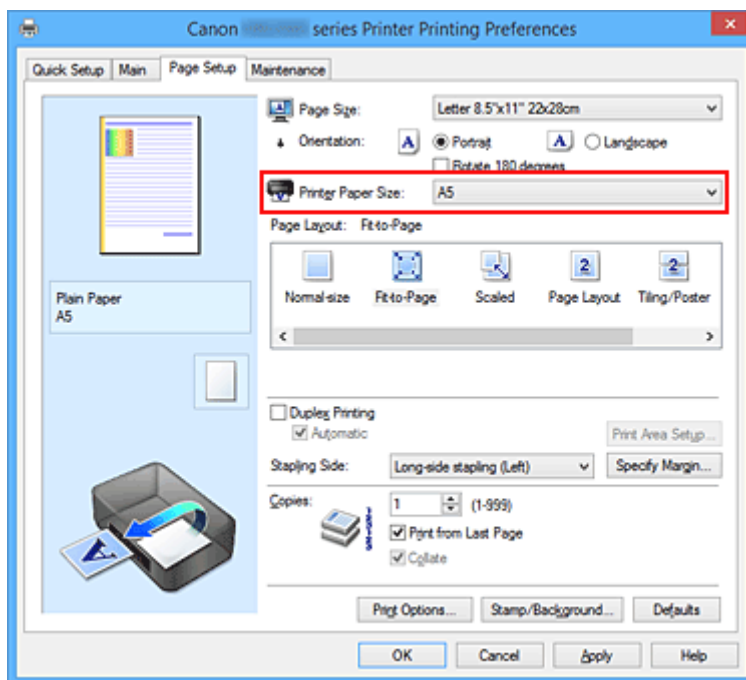 Canon series Printer Printing Preferences
Quick Setup Main Page Setup Maintenance
Page Size: Letter 8.5"x11" 22x28cm
Orientation: A Portrait A Landscape
Rotate 180 degrees
Printer Paper Size: A5
Page Layout: Fit-to-Page
2 2
Normal-size Fit-to-Page Scaled Page Layout Tiling/Poster
Plain Paper
A5
Duplex Printing
Automatic
Print Area Setup...
Stapling Side: Long-side stapling (Left) Specify Margin...
Copies: 1 (1-999)
Print from Last Page
Collate
A
Print Options... Stamp/Background... Defaults
OK Cancel Apply Help